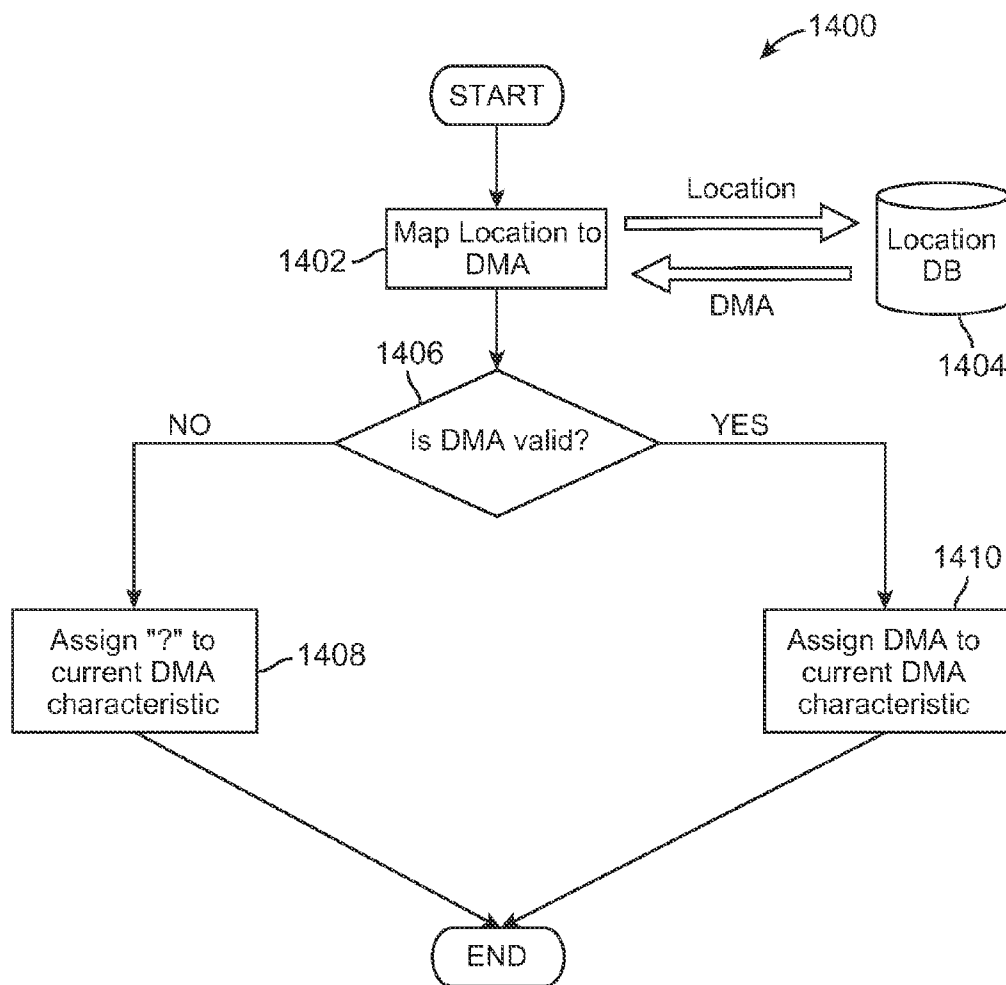 1400
START
Location
Map Location to
DMA
1402
Location
DB
DMA
1404
1406
NO
Is DMA valid?
YES
1410
Assign "?" to
current DMA
characteristic
1408
Assign DMA to
current DMA
characteristic
END